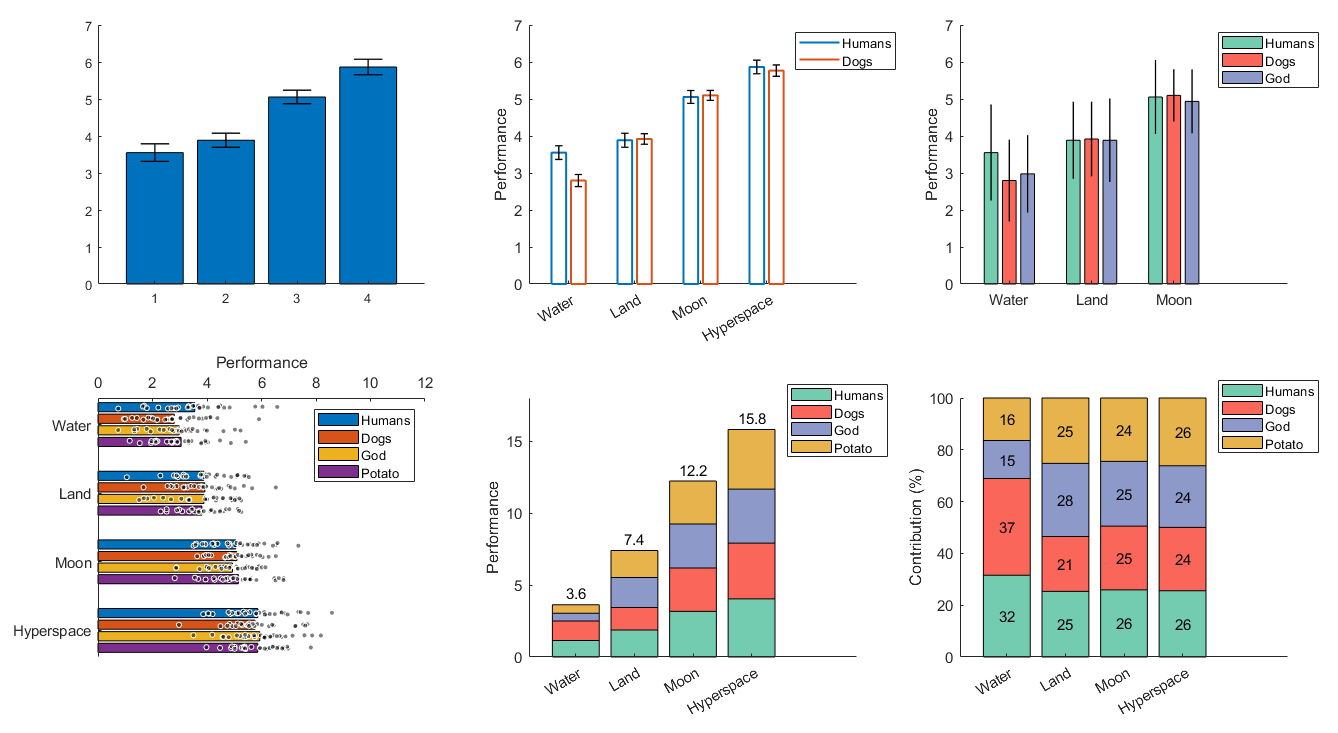 7
6
5
4
3
2
1
0
1 2 3 4
Performance
7
6
5
4
3
2
1
0
Water Land Moon Hyperspace
Humans
Dogs
Performance
7
6
5
4
3
2
1
0
Water Land Moon
Humans
Dogs
God
Performance
0 2 4 6 8 10 12
Water
Land
Moon
Hyperspace
Humans
Dogs
God
Potato
Performance
15
10
5
0
3.6
7.4
12.2
15.8
Water Land Moon Hyperspace
Humans
Dogs
God
Potato
Contribution (%)
100
80
60
40
20
0
16 25 24 26
15 28 25 24
37 21 25 24
32 25 26 26
Water Land Moon Hyperspace
Humans
Dogs
God
Potato